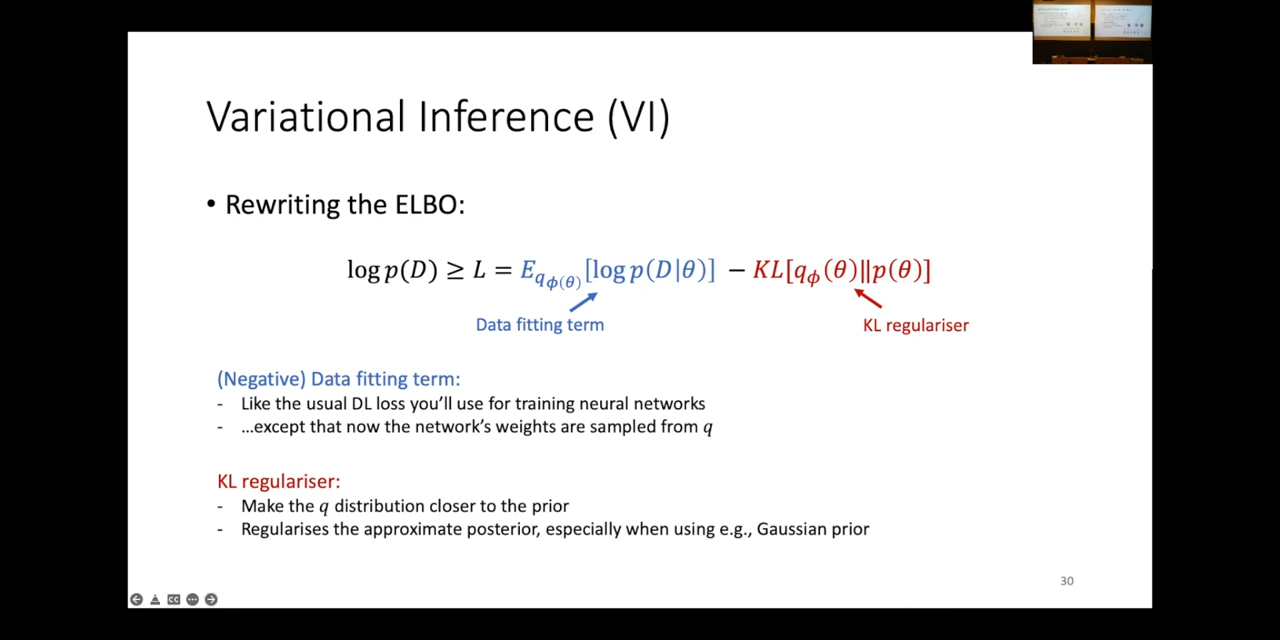 Variational Inference (VI)
• Rewriting the ELBO:
log p(D) ≥ L = E_{q_ϕ(θ)}[log p(D|θ)] − KL[q_ϕ(θ)||p(θ)]
Data fitting term
KL regulariser
(Negative) Data fitting term:
- Like the usual DL loss you'll use for training neural networks
- …except that now the network's weights are sampled from q
KL regulariser:
- Make the q distribution closer to the prior
- Regularises the approximate posterior, especially when using e.g., Gaussian prior
30
CC